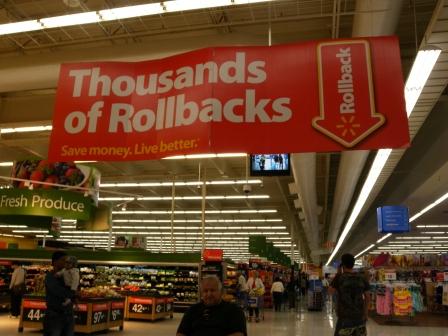 Thousands
of Rollbacks
Save money. Live better.
Rollback
Fresh Produce
44¢
97¢
42¢